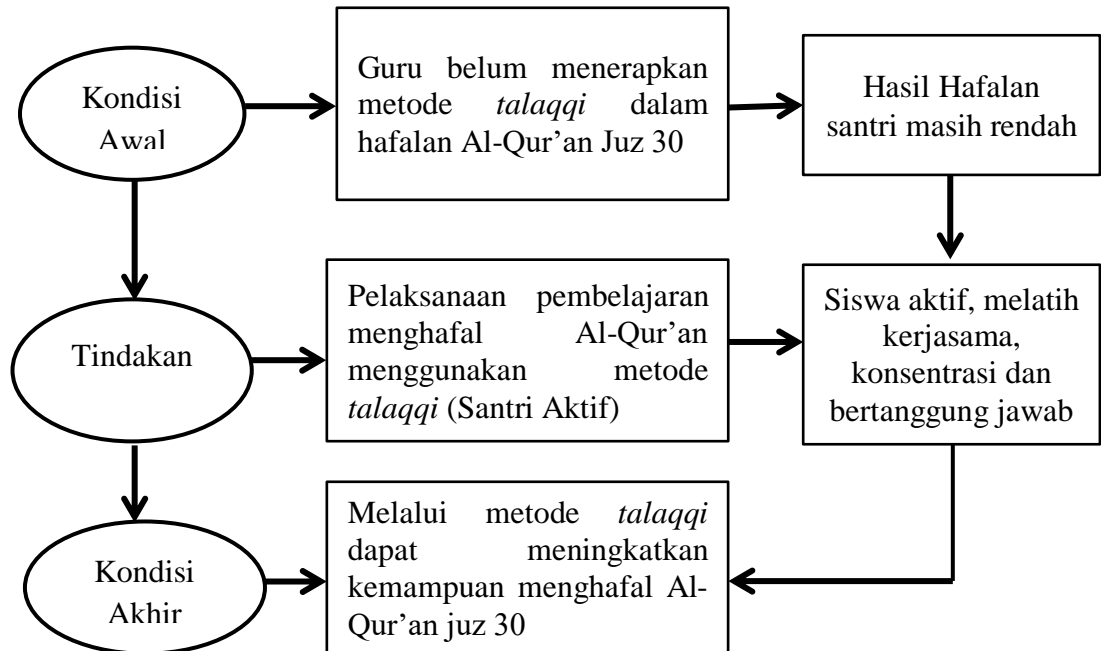 Kondisi
Awal
Guru belum menerapkan
metode talaqqi dalam
hafalan Al-Qur’an Juz 30
Hasil Hafalan
santri masih rendah
Tindakan
Pelaksanaan pembelajaran
menghafal Al-Qur’an
menggunakan metode
talaqqi (Santri Aktif)
Siswa aktif, melatih
kerjasama,
konsentrasi dan
bertanggung jawab
Kondisi
Akhir
Melalui metode talaqqi
dapat meningkatkan
kemampuan menghafal Al-
Qur’an juz 30